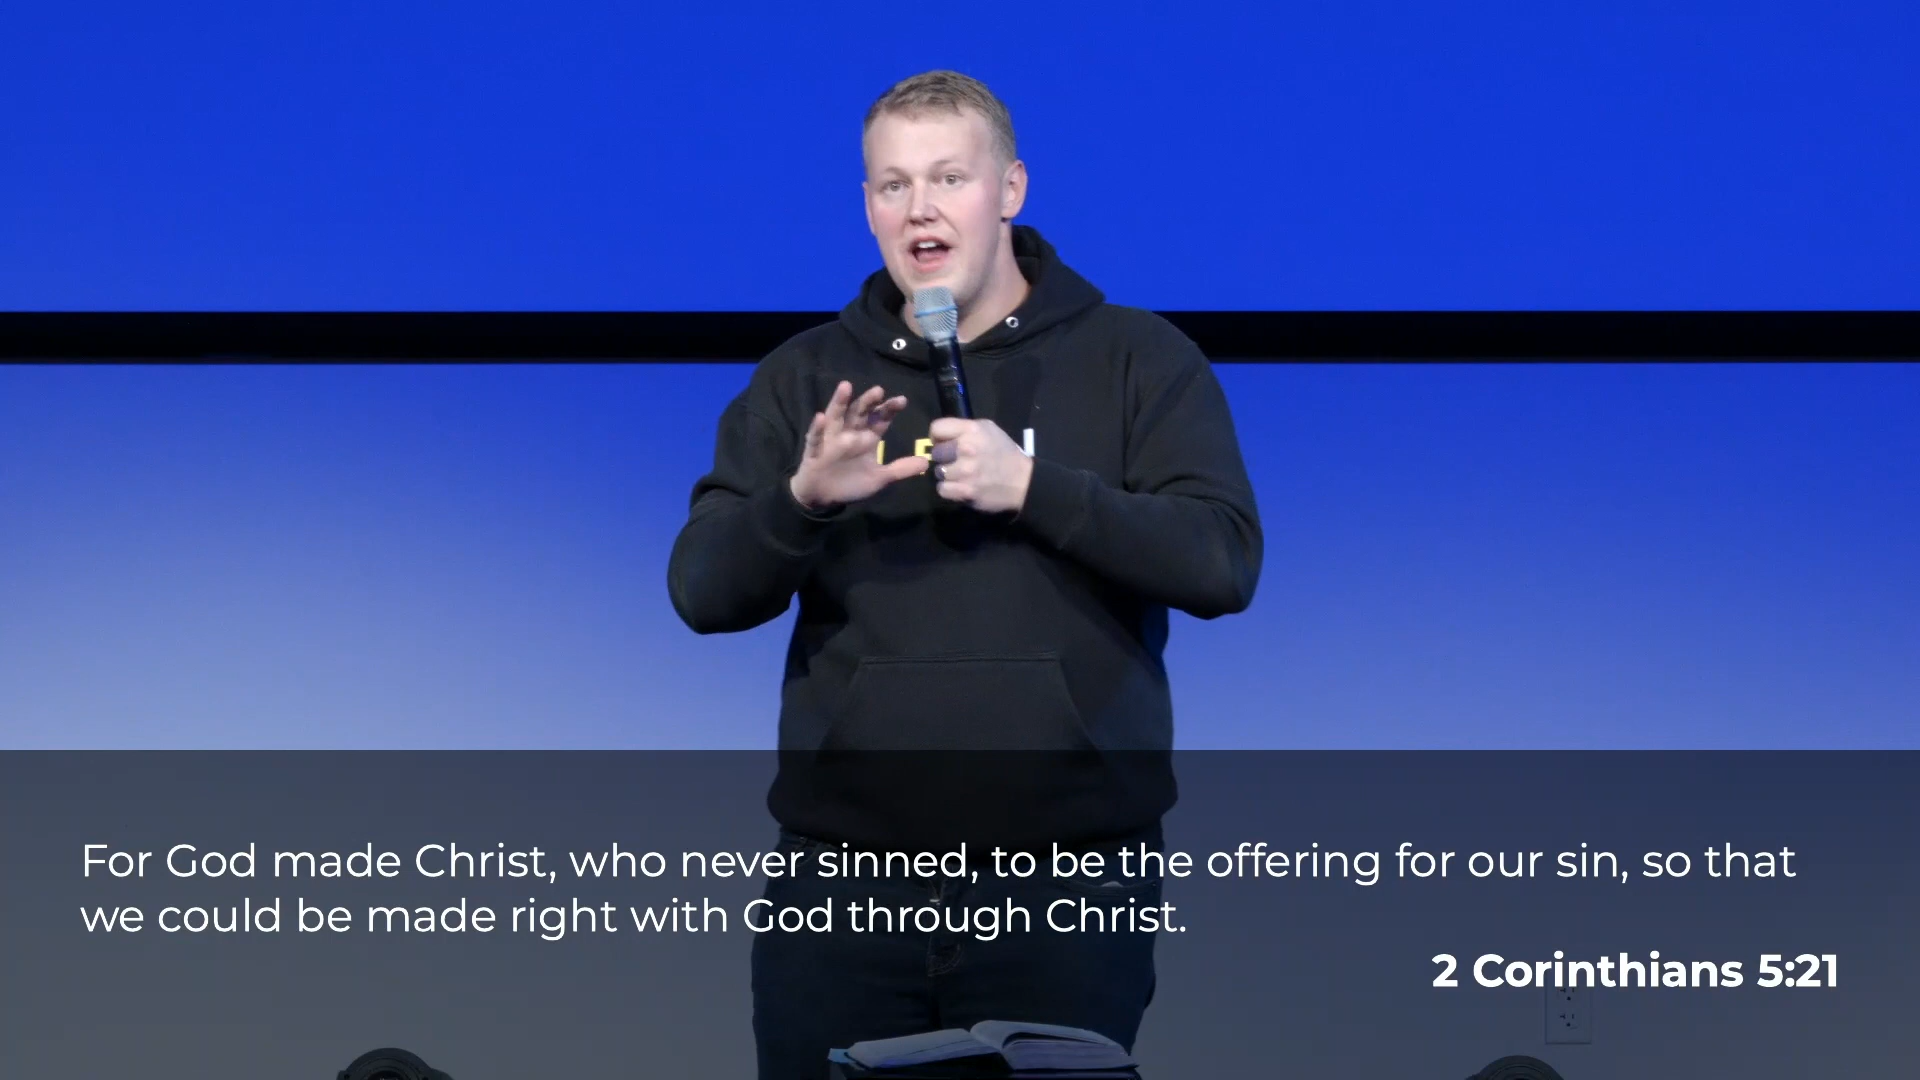 For God made Christ, who never sinned, to be the offering for our sin, so that
we could be made right with God through Christ.
2 Corinthians 5:21